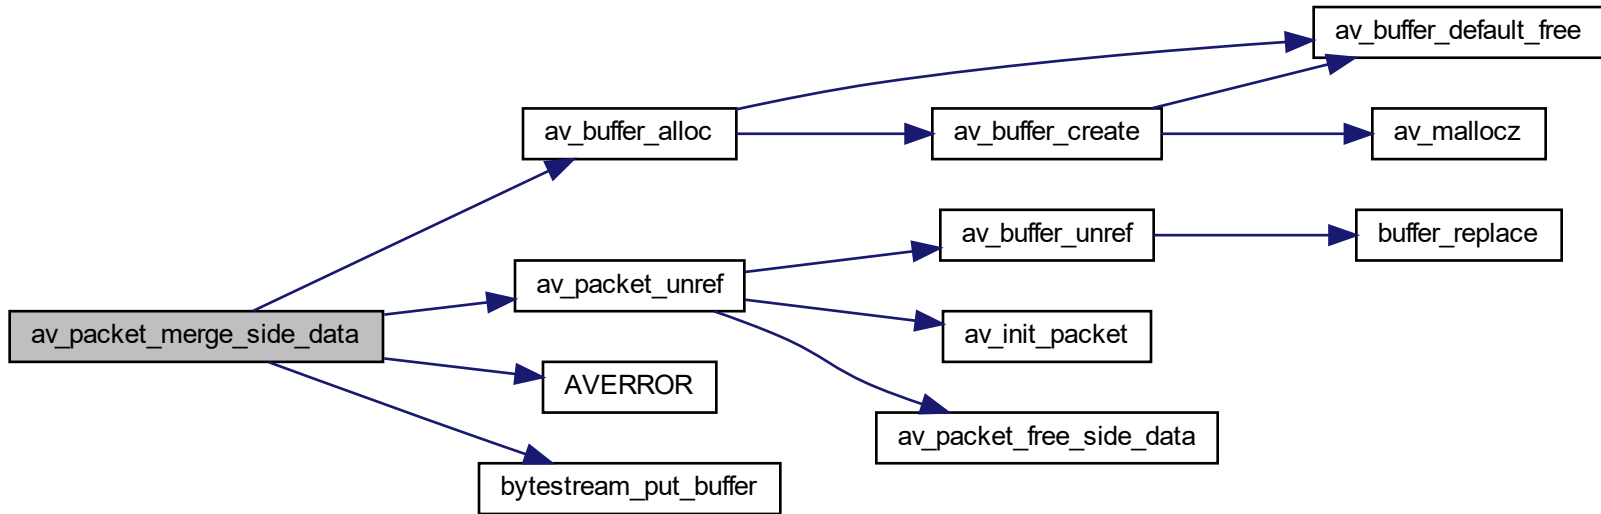 av_buffer_default_free
av_buffer_alloc
av_buffer_create
av_mallocz
av_buffer_unref
buffer_replace
av_packet_unref
av_packet_merge_side_data
av_init_packet
AVERROR
av_packet_free_side_data
bytestream_put_buffer